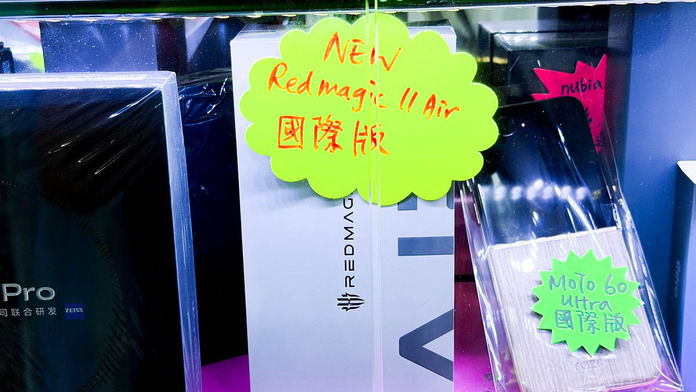 NEW
Redmagic 11 Air
國際版
nubia
REDMAG
Pro
司联合研发 ZEISS
MOTO 60
Ultra
國際版